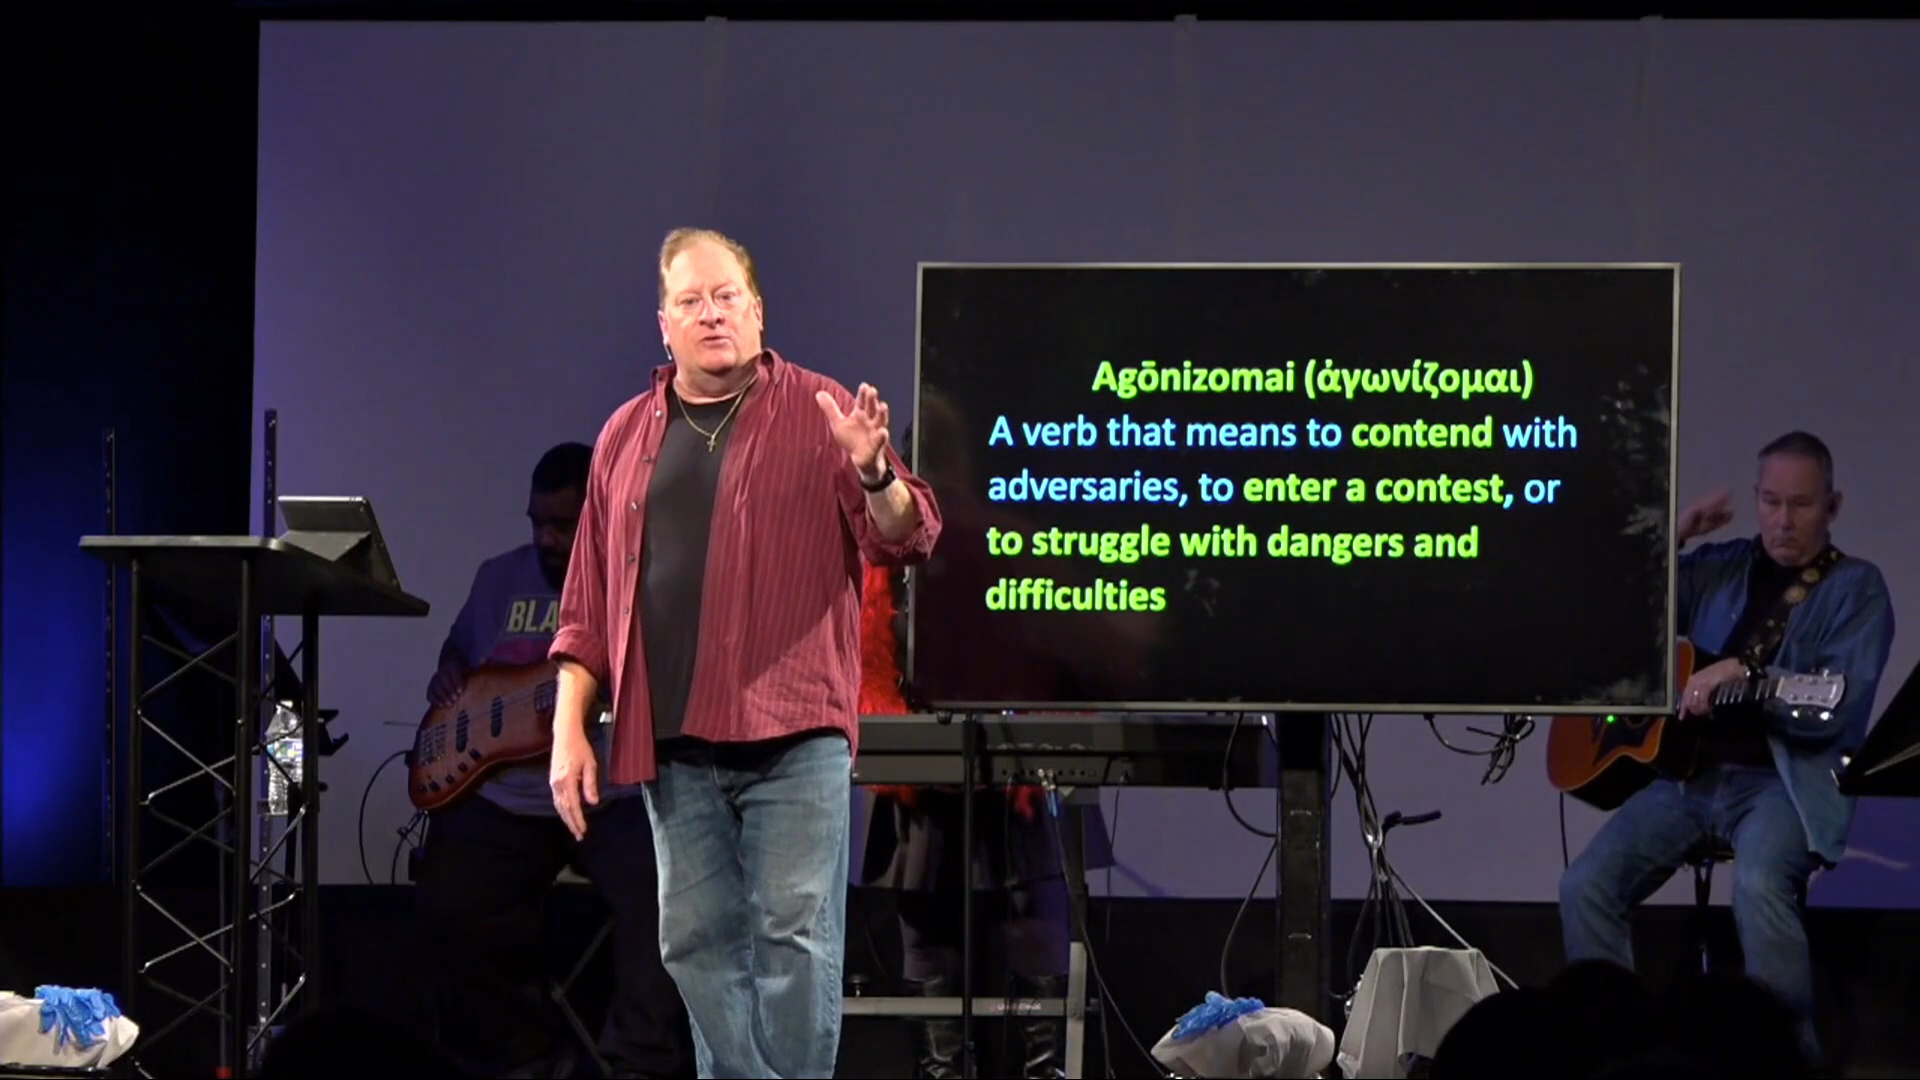 Agōnizomai (ἀγωνίζομαι)
A verb that means to contend with
adversaries, to enter a contest, or
to struggle with dangers and
difficulties
BLA